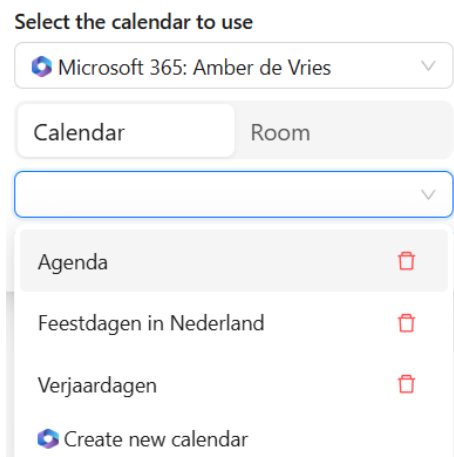 Select the calendar to use
Microsoft 365: Amber de Vries
Calendar
Room
Agenda
Feestdagen in Nederland
Verjaardagen
Create new calendar